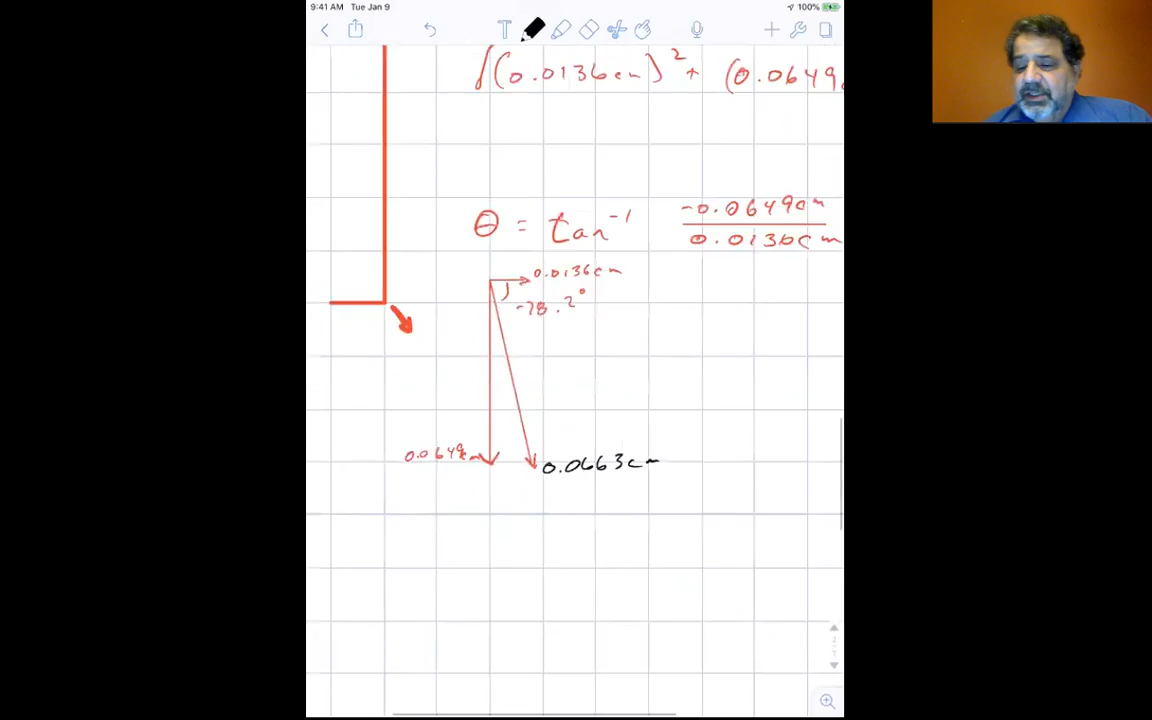 9:41 AM Tue Jan 9
100%
√(0.0136cm)² + (0.0649
θ = tan⁻¹ -0.0649cm
0.0136cm
0.0136cm
-78.2°
0.0649cm
0.0663cm